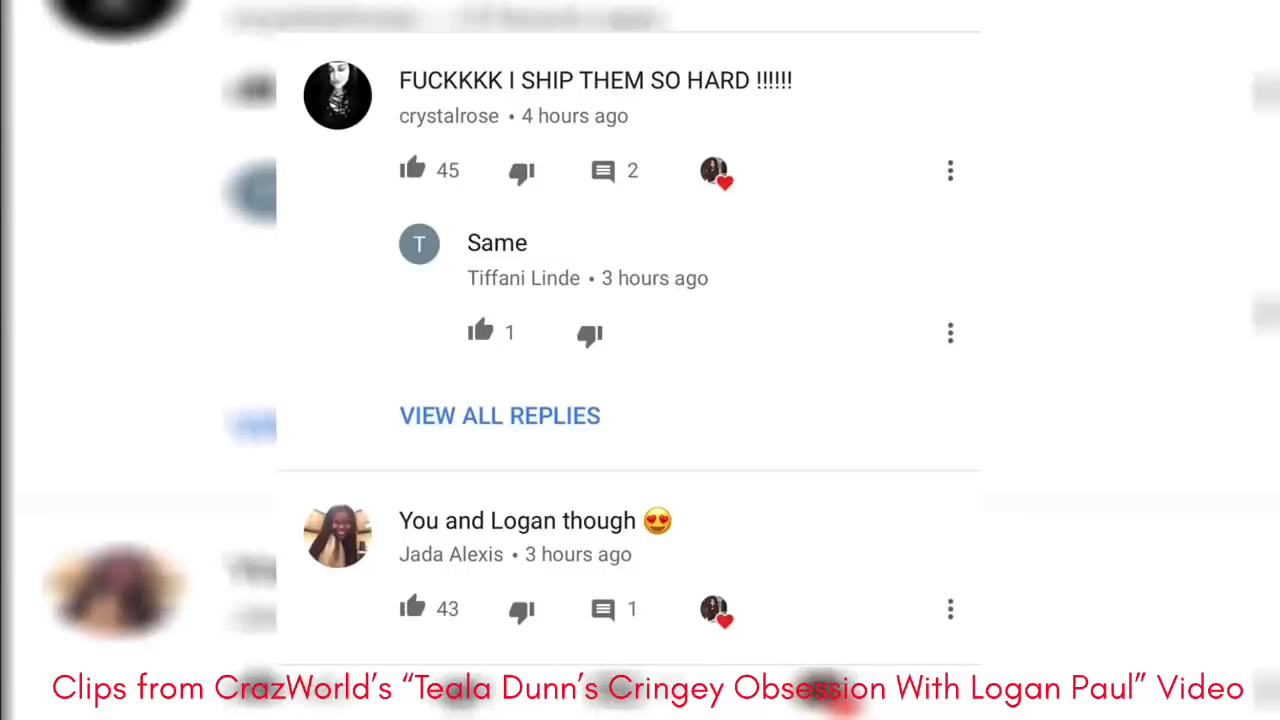 FUCKKKK I SHIP THEM SO HARD !!!!!!
crystalrose • 4 hours ago
45 2
T Same
Tiffani Linde • 3 hours ago
1
VIEW ALL REPLIES
You and Logan though 😍
Jada Alexis • 3 hours ago
43 1
Clips from CrazWorld's “Teala Dunn's Cringey Obsession With Logan Paul” Video